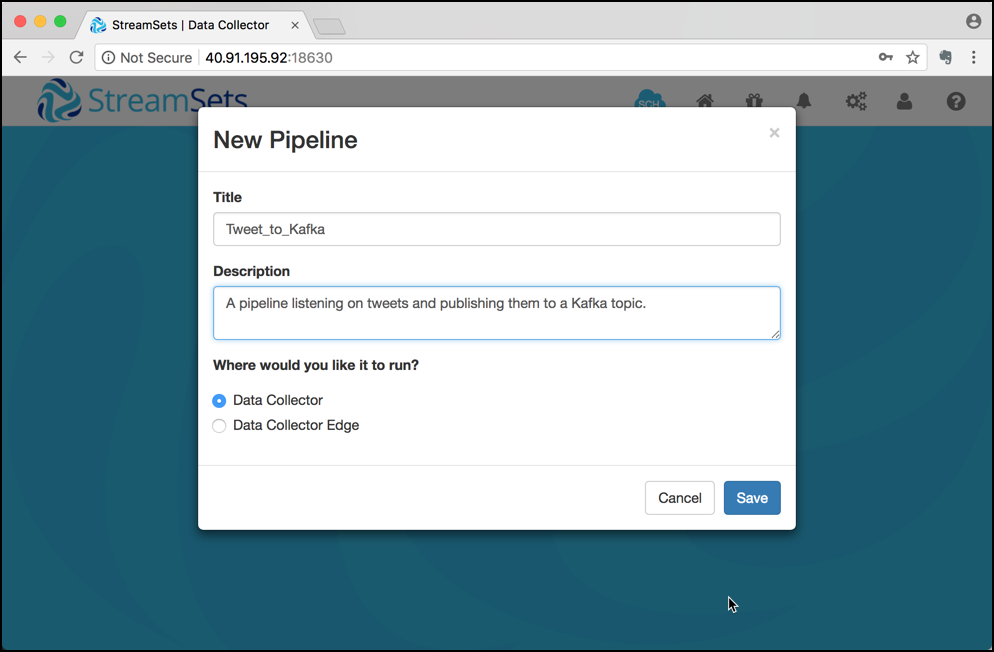 StreamSets | Data Collector
Not Secure 40.91.195.92:18630
StreamSets
SCH
New Pipeline
Title
Tweet_to_Kafka
Description
A pipeline listening on tweets and publishing them to a Kafka topic.
Where would you like it to run?
Data Collector
Data Collector Edge
Cancel Save